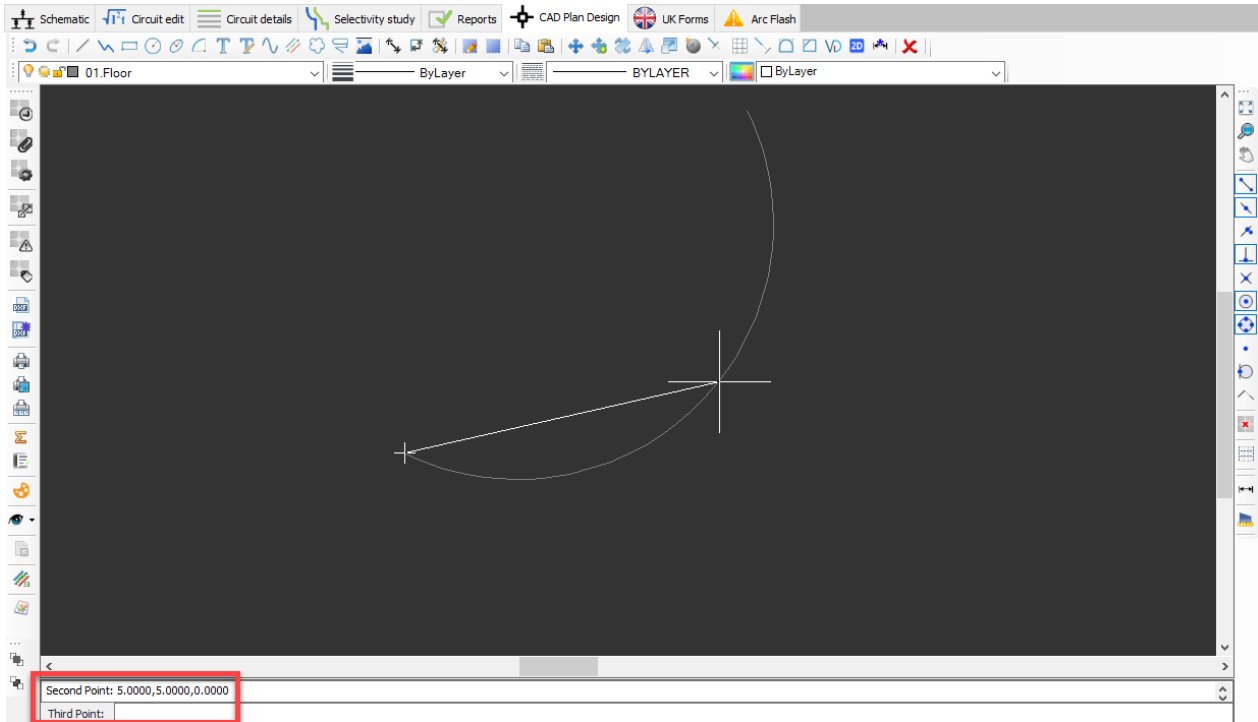 Schematic Circuit edit Circuit details Selectivity study Reports CAD Plan Design UK Forms Arc Flash
01.Floor ByLayer BYLAYER ByLayer
Second Point: 5.0000,5.0000,0.0000
Third Point: